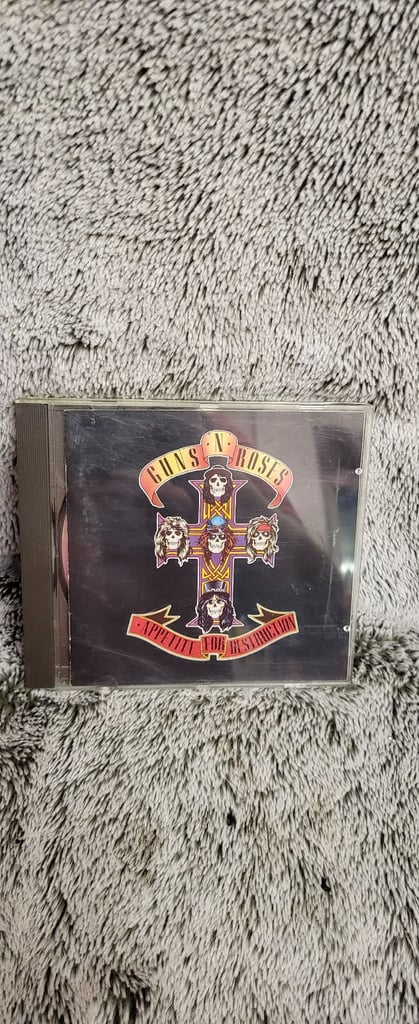 GUNS N' ROSES
APPETITE FOR DESTRUCTION